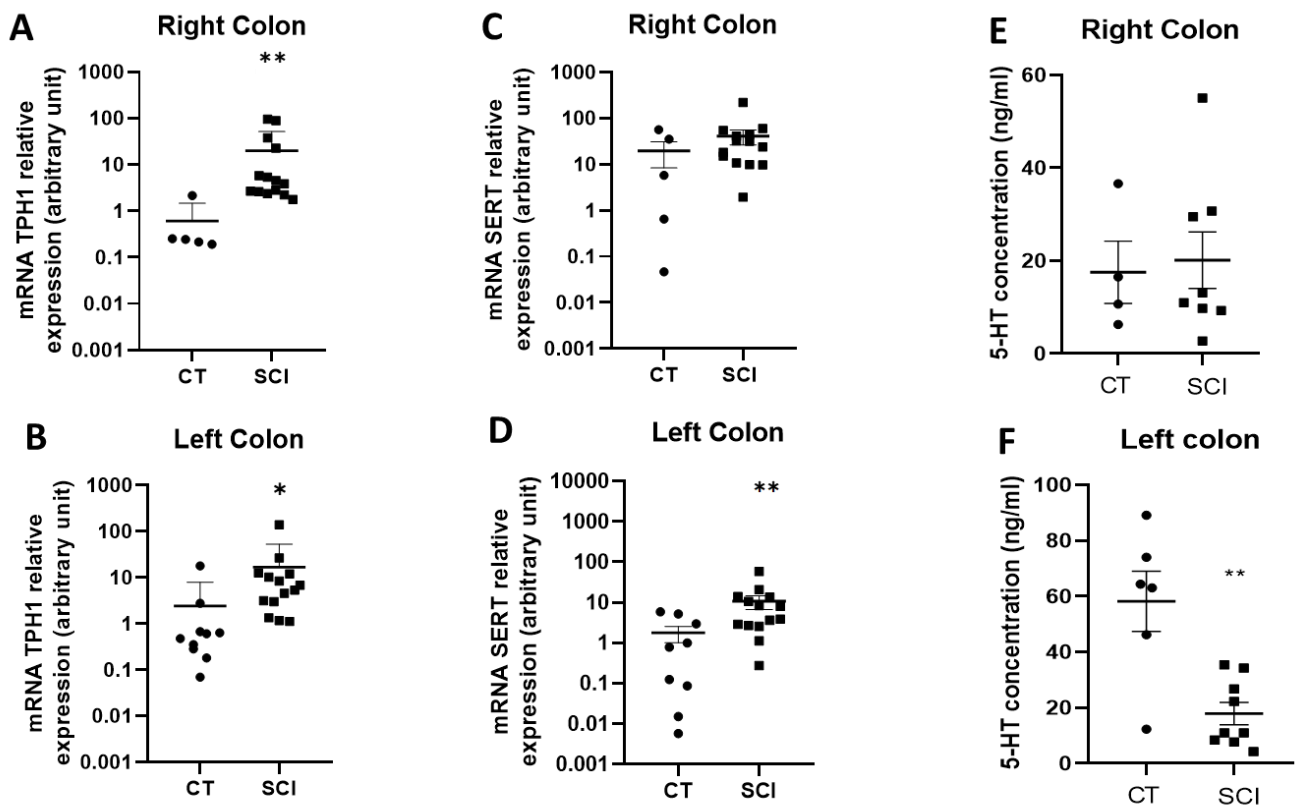 A
Right Colon
**
mRNA TPH1 relative
expression (arbitrary unit)
1000
100
10
1
0.1
0.01
0.001
CT
SCI
C
Right Colon
mRNA SERT relative
expression (arbitrary unit)
1000
100
10
1
0.1
0.01
0.001
CT
SCI
E
Right Colon
5-HT concentration (ng/ml)
60
40
20
0
CT
SCI
B
Left Colon
*
mRNA TPH1 relative
expression (arbitrary unit)
1000
100
10
1
0.1
0.01
0.001
CT
SCI
D
Left Colon
**
mRNA SERT relative
expression (arbitrary unit)
10000
1000
100
10
1
0.1
0.01
0.001
CT
SCI
F
Left colon
**
5-HT concentration (ng/ml)
100
80
60
40
20
0
CT
SCI